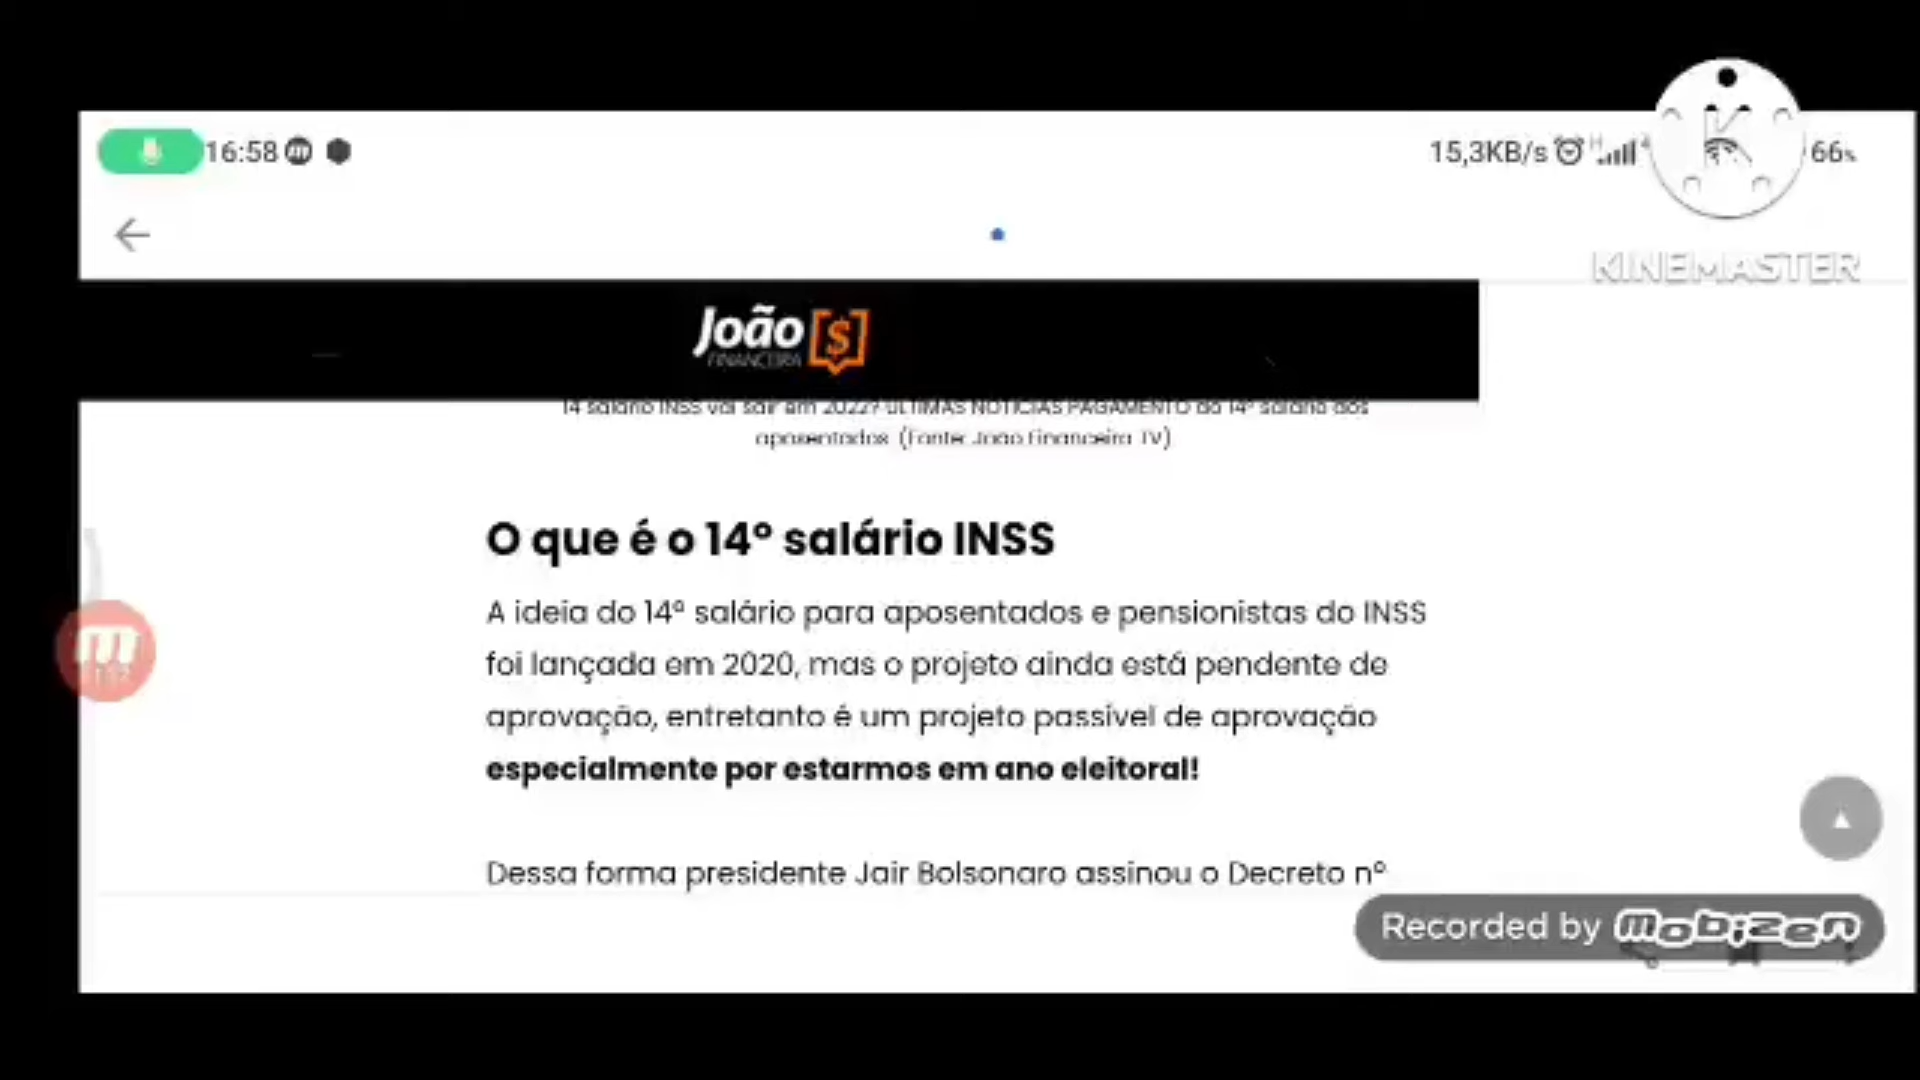 16:58
15,3KB/s
66%
KINEMASTER
João
FINANCEIRA
14 salário INSS vai sair em 2022? ÚLTIMAS NOTÍCIAS PAGAMENTO do 14º salário dos
aposentados. (Fonte: João Financeira TV)
O que é o 14º salário INSS
A ideia do 14º salário para aposentados e pensionistas do INSS
foi lançada em 2020, mas o projeto ainda está pendente de
aprovação, entretanto é um projeto passível de aprovação
especialmente por estarmos em ano eleitoral!
Dessa forma presidente Jair Bolsonaro assinou o Decreto nº
Recorded by mobizen